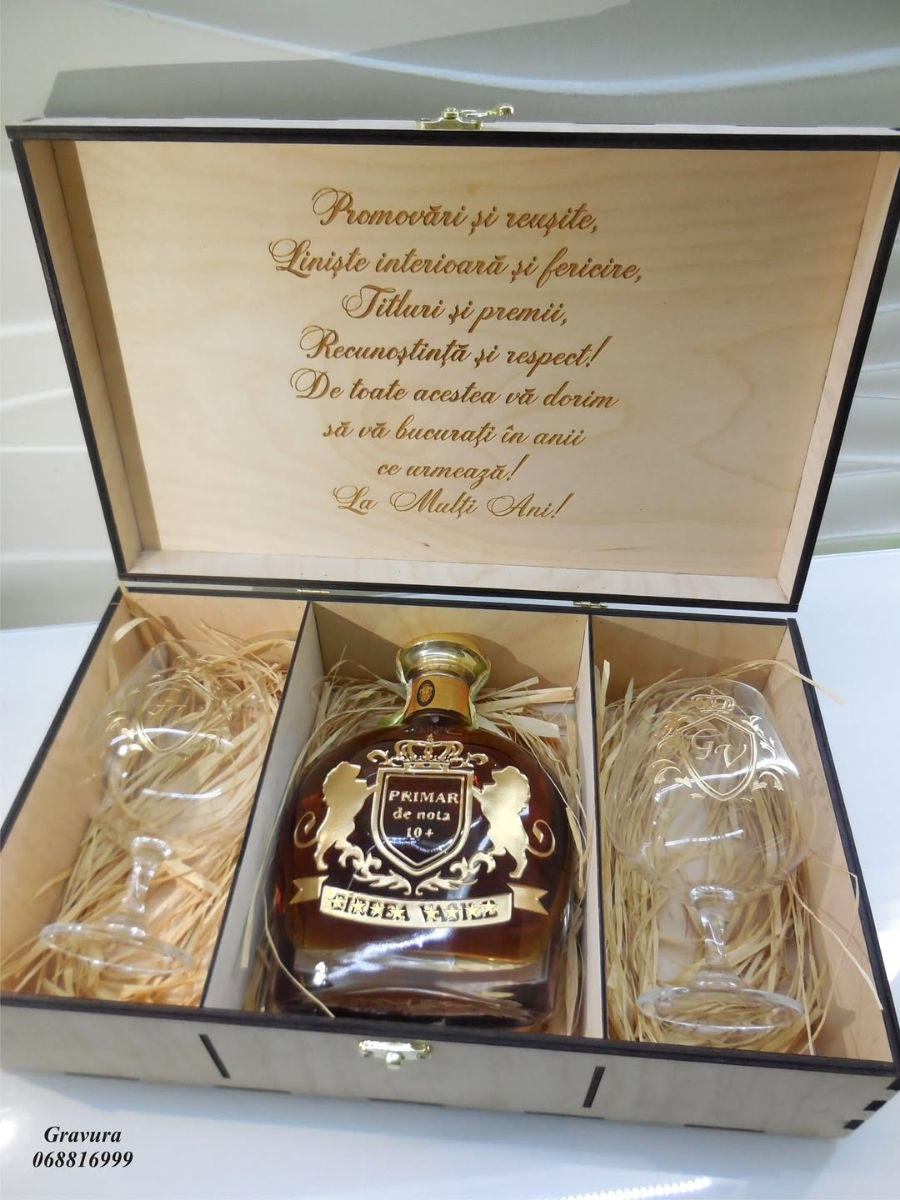 Promovări și reușite,
Liniște interioară și fericire,
Titluri și premii,
Recunoștință și respect!
De toate acestea vă dorim
să vă bucurați în anii
ce urmează!
La Mulți Ani!
PRIMAR
de nota
10+
G V
Gravura
068816999